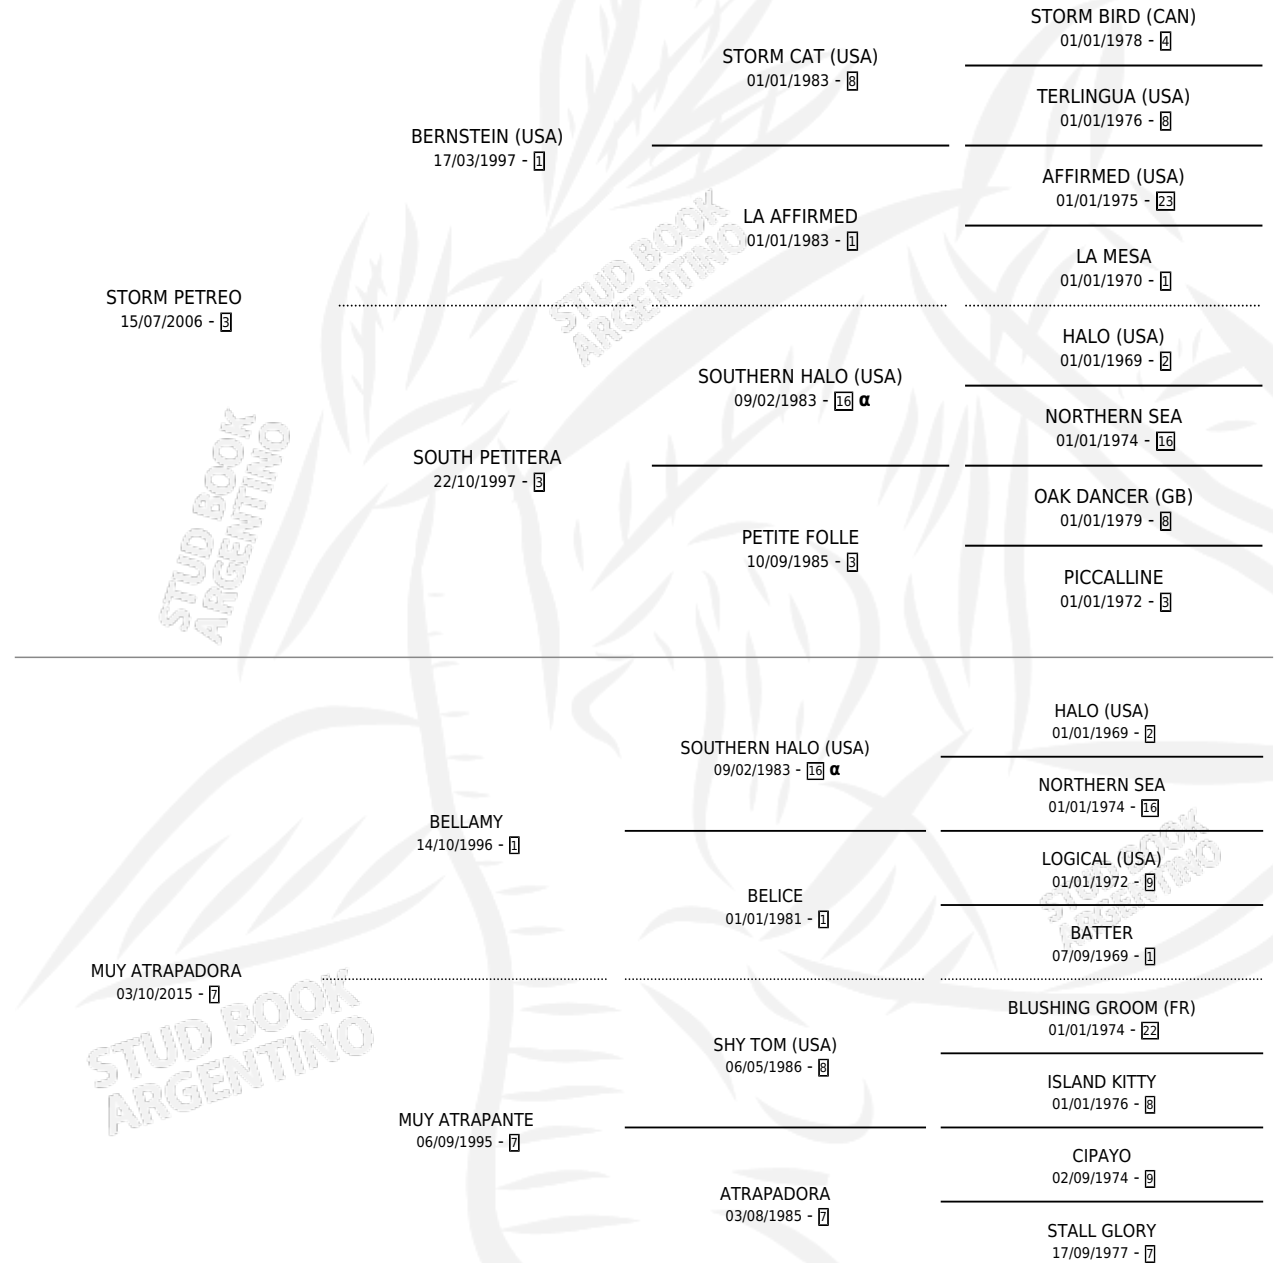 STORM BIRD (CAN)
01/01/1978 - 4
STORM CAT (USA)
01/01/1983 - 8
TERLINGUA (USA)
01/01/1976 - 8
BERNSTEIN (USA)
17/03/1997 - 1
AFFIRMED (USA)
01/01/1975 - 23
LA AFFIRMED
01/01/1983 - 1
LA MESA
01/01/1970 - 1
STORM PETREO
15/07/2006 - 3
HALO (USA)
01/01/1969 - 2
SOUTHERN HALO (USA)
09/02/1983 - 16 α
NORTHERN SEA
01/01/1974 - 16
SOUTH PETITERA
22/10/1997 - 3
OAK DANCER (GB)
01/01/1979 - 8
PETITE FOLLE
10/09/1985 - 3
PICCALLINE
01/01/1972 - 3
HALO (USA)
01/01/1969 - 2
SOUTHERN HALO (USA)
09/02/1983 - 16 α
NORTHERN SEA
01/01/1974 - 16
BELLAMY
14/10/1996 - 1
LOGICAL (USA)
01/01/1972 - 9
BELICE
01/01/1981 - 1
BATTER
07/09/1969 - 1
MUY ATRAPADORA
03/10/2015 - 7
BLUSHING GROOM (FR)
01/01/1974 - 22
SHY TOM (USA)
06/05/1986 - 8
ISLAND KITTY
01/01/1976 - 8
MUY ATRAPANTE
06/09/1995 - 7
CIPAYO
02/09/1974 - 9
ATRAPADORA
03/08/1985 - 7
STALL GLORY
17/09/1977 - 7
STUD BOOK
ARGENTINO
STUD BOOK
ARGENTINO
STUD BOOK
ARGENTINO
STUD BOOK
ARGENTINO